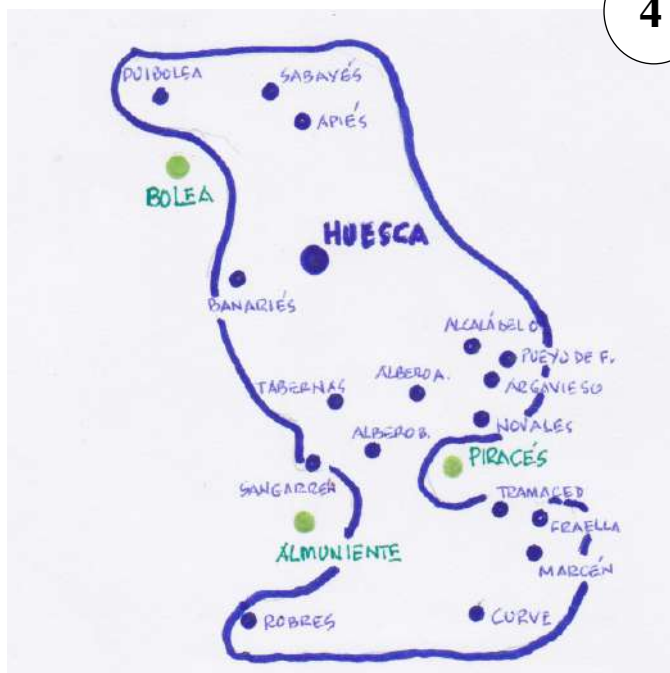 4
PUIBOLEA
SABAYÉS
APIÉS
BOLEA
HUESCA
BANARIÉS
ALCALÁ DEL O
PUEYO DE F.
ARGAVIESO
ALBERO A.
TABERNAS
NOVALES
ALBERO B.
PIRACÉS
SANGARREN
TRAMACED
FRAELLA
ALMUNIENTE
MARCÉN
ROBRES
CURVE